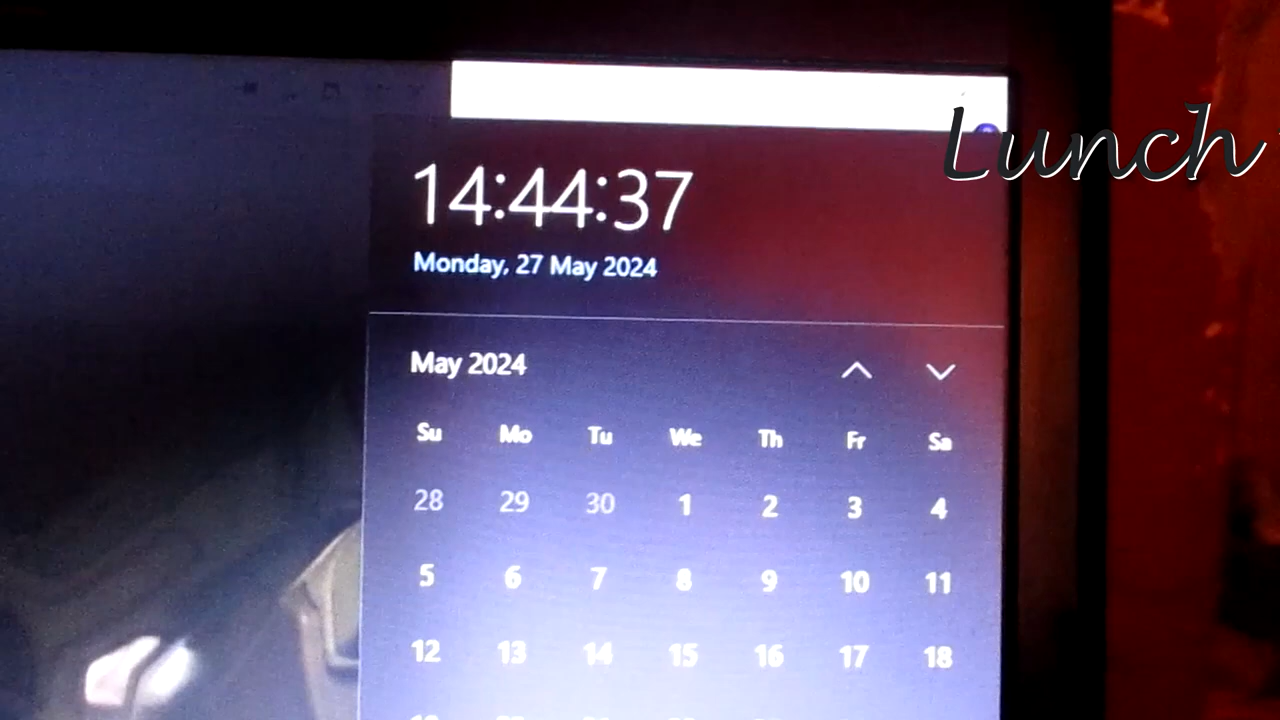 Lunch
14:44:37
Monday, 27 May 2024
May 2024
Su Mo Tu We Th Fr Sa
28 29 30 1 2 3 4
5 6 7 8 9 10 11
12 13 14 15 16 17 18